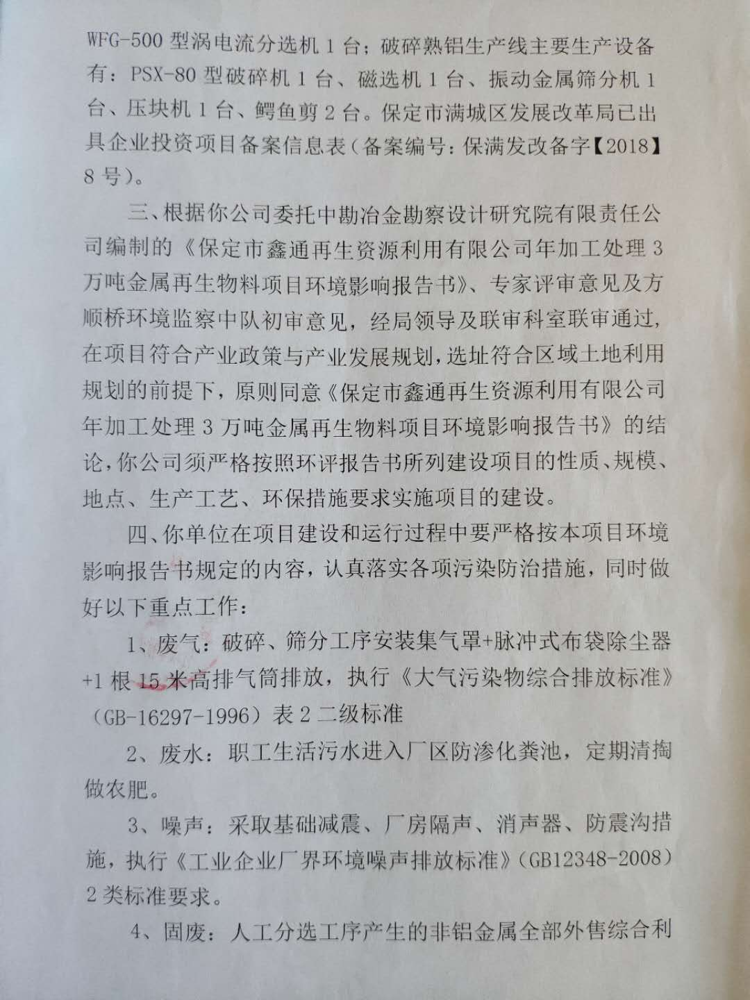 WFG-500 型涡电流分选机 1 台；破碎熟铝生产线主要生产设备
有：PSX-80 型破碎机 1 台、磁选机 1 台、振动金属筛分机 1
台、压块机 1 台、鳄鱼剪 2 台。保定市满城区发展改革局已出
具企业投资项目备案信息表（备案编号：保满发改备字【2018】
8 号）。
三、根据你公司委托中勘冶金勘察设计研究院有限责任公
司编制的《保定市鑫通再生资源利用有限公司年加工处理 3
万吨金属再生物料项目环境影响报告书》、专家评审意见及方
顺桥环境监察中队初审意见，经局领导及联审科室联审通过，
在项目符合产业政策与产业发展规划，选址符合区域土地利用
规划的前提下，原则同意《保定市鑫通再生资源利用有限公司
年加工处理 3 万吨金属再生物料项目环境影响报告书》的结
论，你公司须严格按照环评报告书所列建设项目的性质、规模、
地点、生产工艺、环保措施要求实施项目的建设。
四、你单位在项目建设和运行过程中要严格按本项目环境
影响报告书规定的内容，认真落实各项污染防治措施，同时做
好以下重点工作：
1、废气：破碎、筛分工序安装集气罩+脉冲式布袋除尘器
+1 根 15 米高排气筒排放，执行《大气污染物综合排放标准》
（GB-16297-1996）表 2 二级标准
2、废水：职工生活污水进入厂区防渗化粪池，定期清掏
做农肥。
3、噪声：采取基础减震、厂房隔声、消声器、防震沟措
施，执行《工业企业厂界环境噪声排放标准》（GB12348-2008）
2 类标准要求。
4、固废：人工分选工序产生的非铝金属全部外售综合利